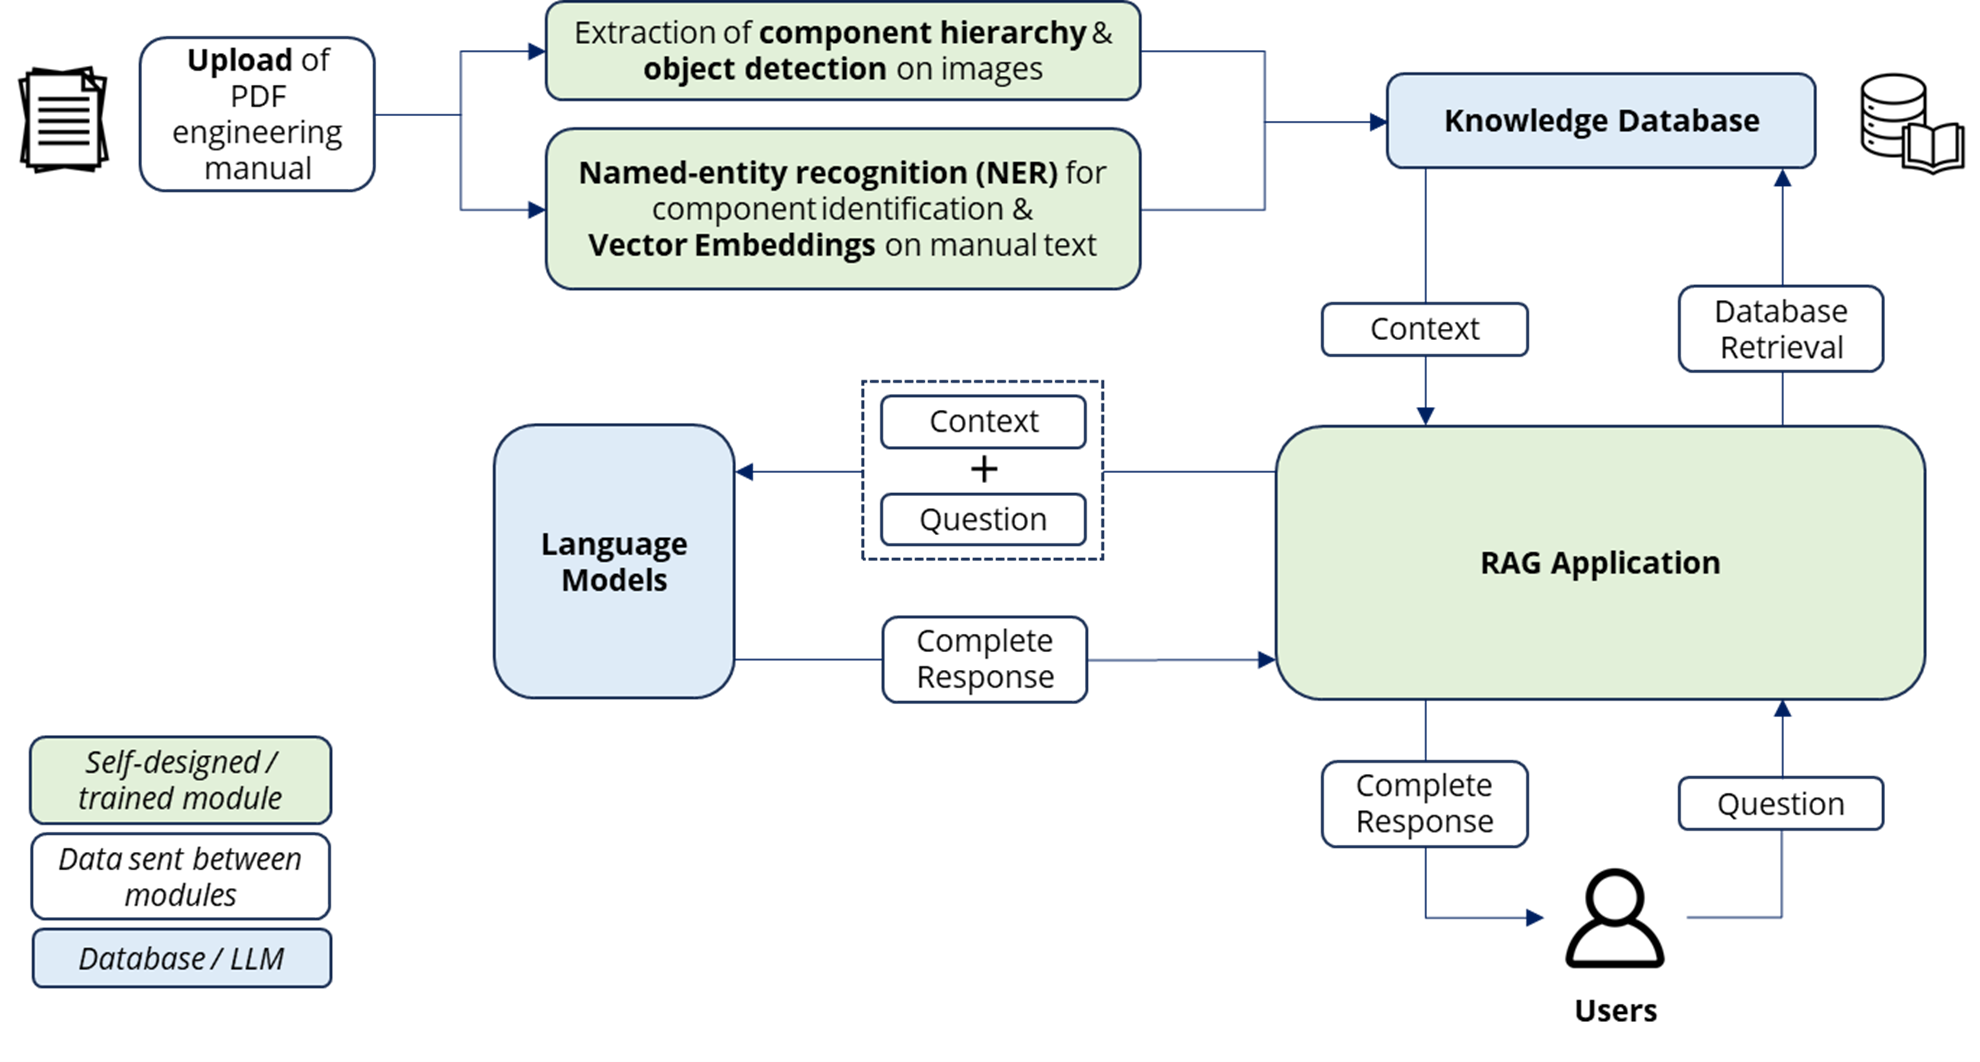 Upload of
PDF
engineering
manual
Extraction of component hierarchy &
object detection on images
Named-entity recognition (NER) for
component identification &
Vector Embeddings on manual text
Knowledge Database
Context
Database
Retrieval
Context
+
Question
Language
Models
RAG Application
Complete
Response
Complete
Response
Question
Users
Self-designed /
trained module
Data sent between
modules
Database / LLM